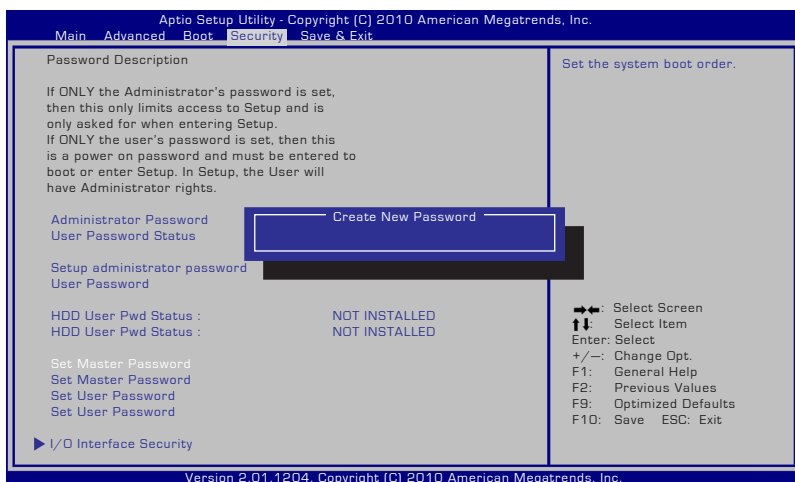 Aptio Setup Utility - Copyright (C) 2010 American Megatrends, Inc.
Main Advanced Boot Security Save & Exit
Password Description
If ONLY the Administrator's password is set,
then this only limits access to Setup and is
only asked for when entering Setup.
If ONLY the user's password is set, then this
is a power on password and must be entered to
boot or enter Setup. In Setup, the User will
have Administrator rights.
Administrator Password
User Password Status
Create New Password
Setup administrator password
User Password
HDD User Pwd Status : NOT INSTALLED
HDD User Pwd Status : NOT INSTALLED
Set Master Password
Set Master Password
Set User Password
Set User Password
I/O Interface Security
Set the system boot order.
→←: Select Screen
↑↓: Select Item
Enter: Select
+/—: Change Opt.
F1: General Help
F2: Previous Values
F9: Optimized Defaults
F10: Save ESC: Exit
Version 2.01.1204. Copyright (C) 2010 American Megatrends, Inc.